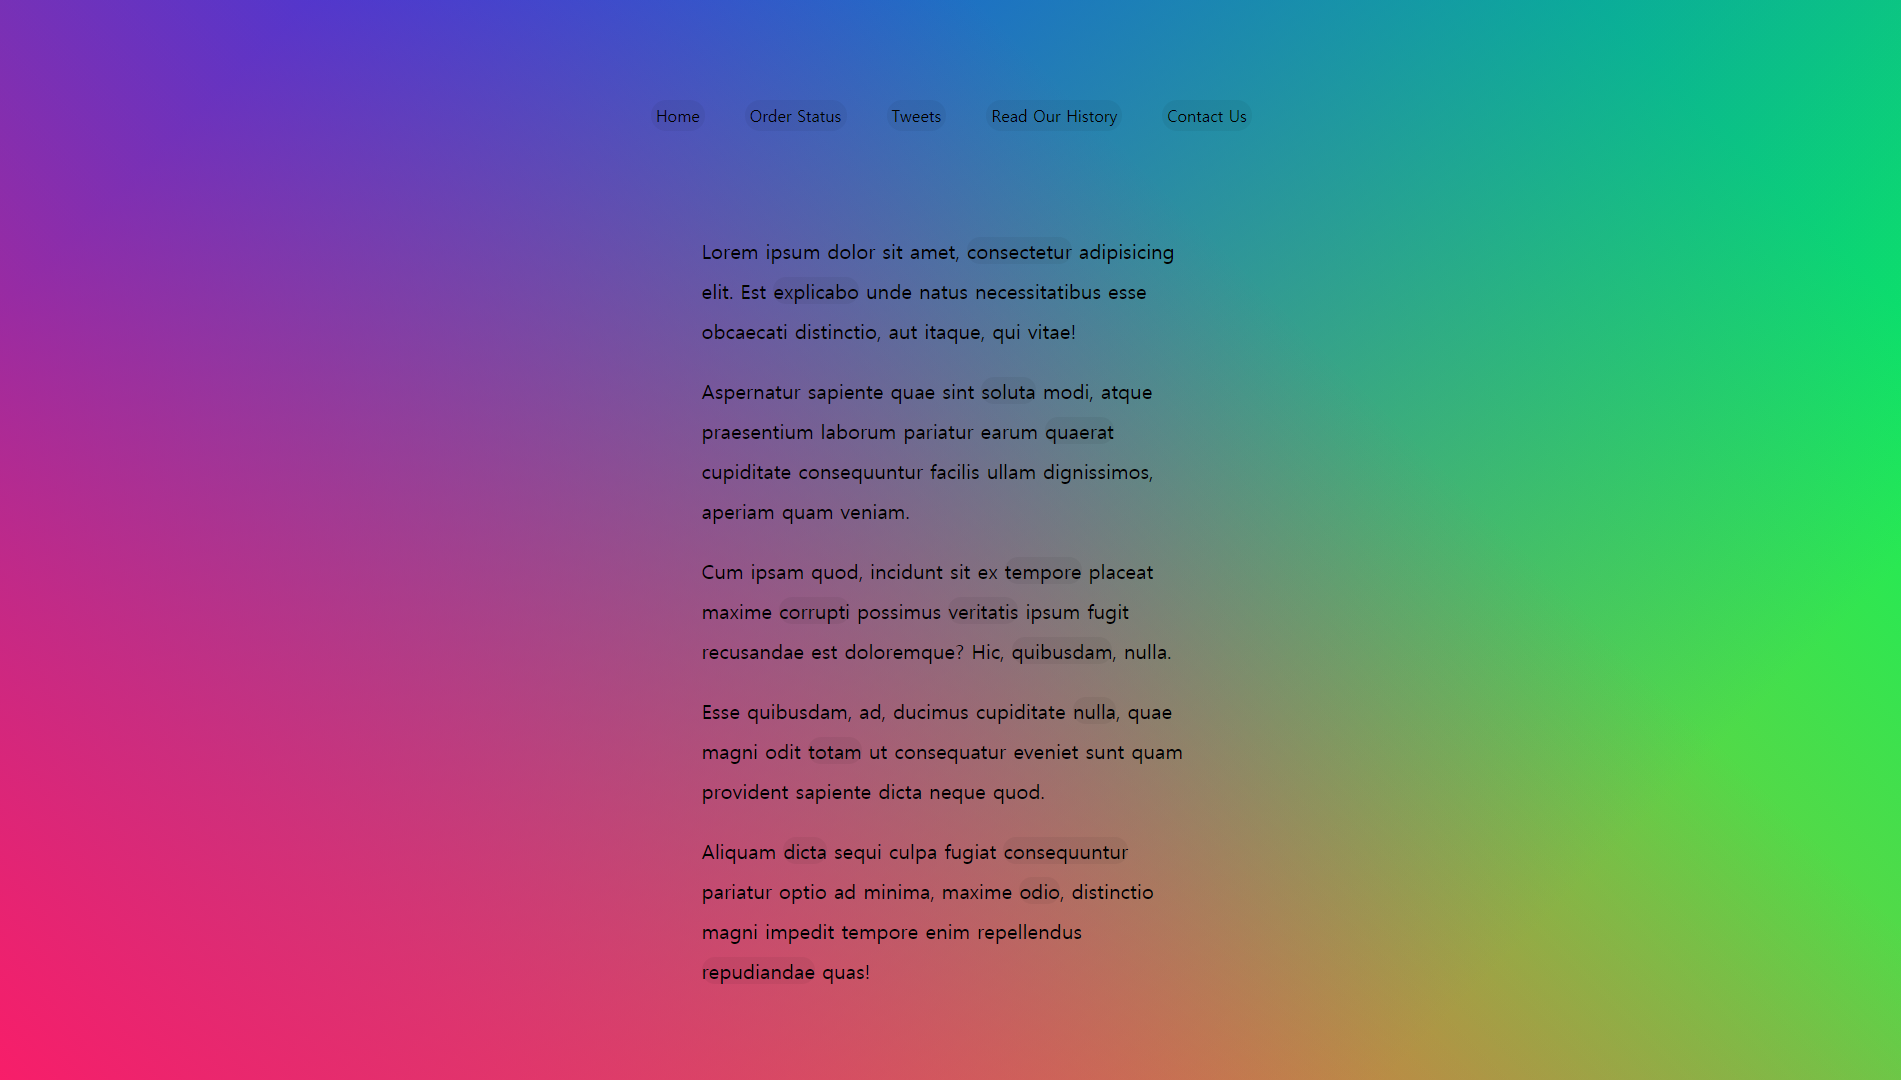 Home Order Status Tweets Read Our History Contact Us
Lorem ipsum dolor sit amet, consectetur adipisicing
elit. Est explicabo unde natus necessitatibus esse
obcaecati distinctio, aut itaque, qui vitae!
Aspernatur sapiente quae sint soluta modi, atque
praesentium laborum pariatur earum quaerat
cupiditate consequuntur facilis ullam dignissimos,
aperiam quam veniam.
Cum ipsam quod, incidunt sit ex tempore placeat
maxime corrupti possimus veritatis ipsum fugit
recusandae est doloremque? Hic, quibusdam, nulla.
Esse quibusdam, ad, ducimus cupiditate nulla, quae
magni odit totam ut consequatur eveniet sunt quam
provident sapiente dicta neque quod.
Aliquam dicta sequi culpa fugiat consequuntur
pariatur optio ad minima, maxime odio, distinctio
magni impedit tempore enim repellendus
repudiandae quas!